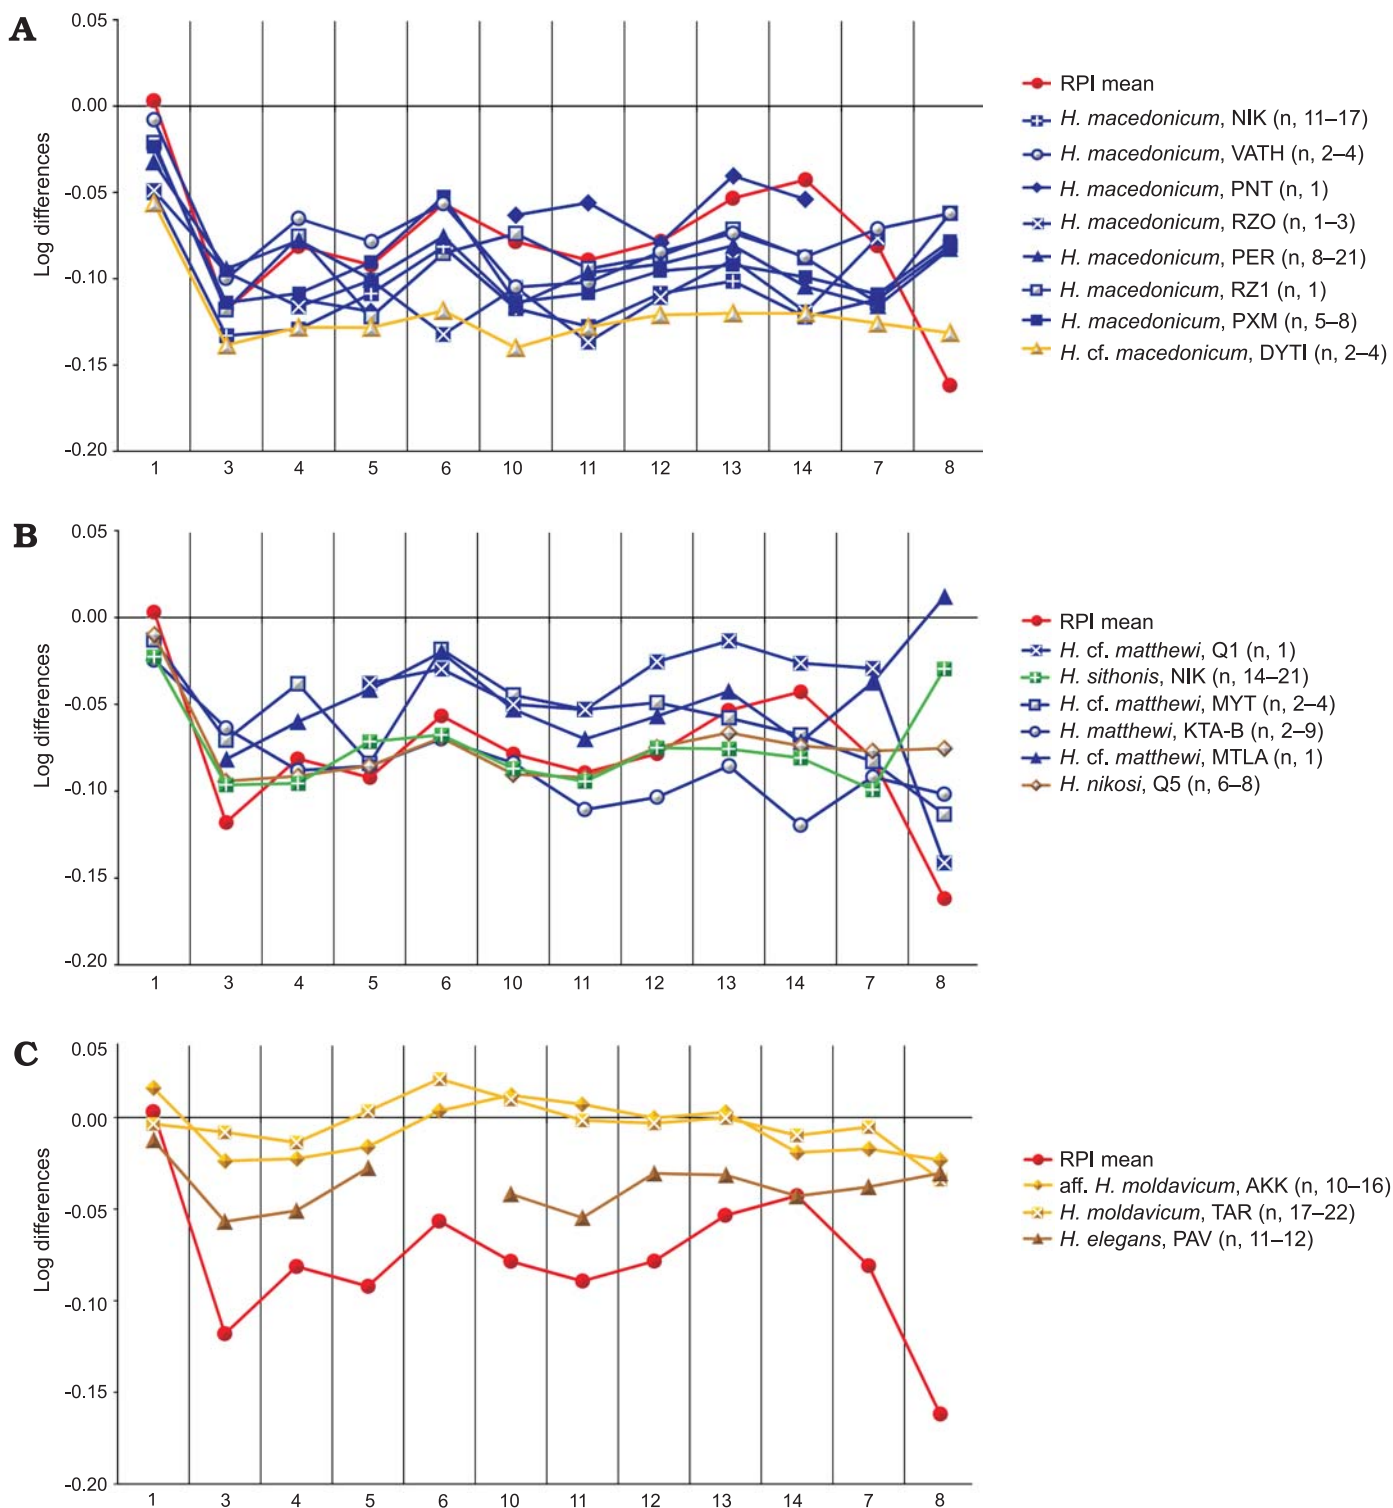 A
0.05
0.00
-0.05
-0.10
-0.15
-0.20
Log differences
1 3 4 5 6 10 11 12 13 14 7 8
RPI mean
H. macedonicum, NIK (n, 11–17)
H. macedonicum, VATH (n, 2–4)
H. macedonicum, PNT (n, 1)
H. macedonicum, RZO (n, 1–3)
H. macedonicum, PER (n, 8–21)
H. macedonicum, RZ1 (n, 1)
H. macedonicum, PXM (n, 5–8)
H. cf. macedonicum, DYTI (n, 2–4)
B
0.05
0.00
-0.05
-0.10
-0.15
-0.20
Log differences
1 3 4 5 6 10 11 12 13 14 7 8
RPI mean
H. cf. matthewi, Q1 (n, 1)
H. sithonis, NIK (n, 14–21)
H. cf. matthewi, MYT (n, 2–4)
H. matthewi, KTA-B (n, 2–9)
H. cf. matthewi, MTLA (n, 1)
H. nikosi, Q5 (n, 6–8)
C
0.05
0.00
-0.05
-0.10
-0.15
-0.20
Log differences
1 3 4 5 6 10 11 12 13 14 7 8
RPI mean
aff. H. moldavicum, AKK (n, 10–16)
H. moldavicum, TAR (n, 17–22)
H. elegans, PAV (n, 11–12)